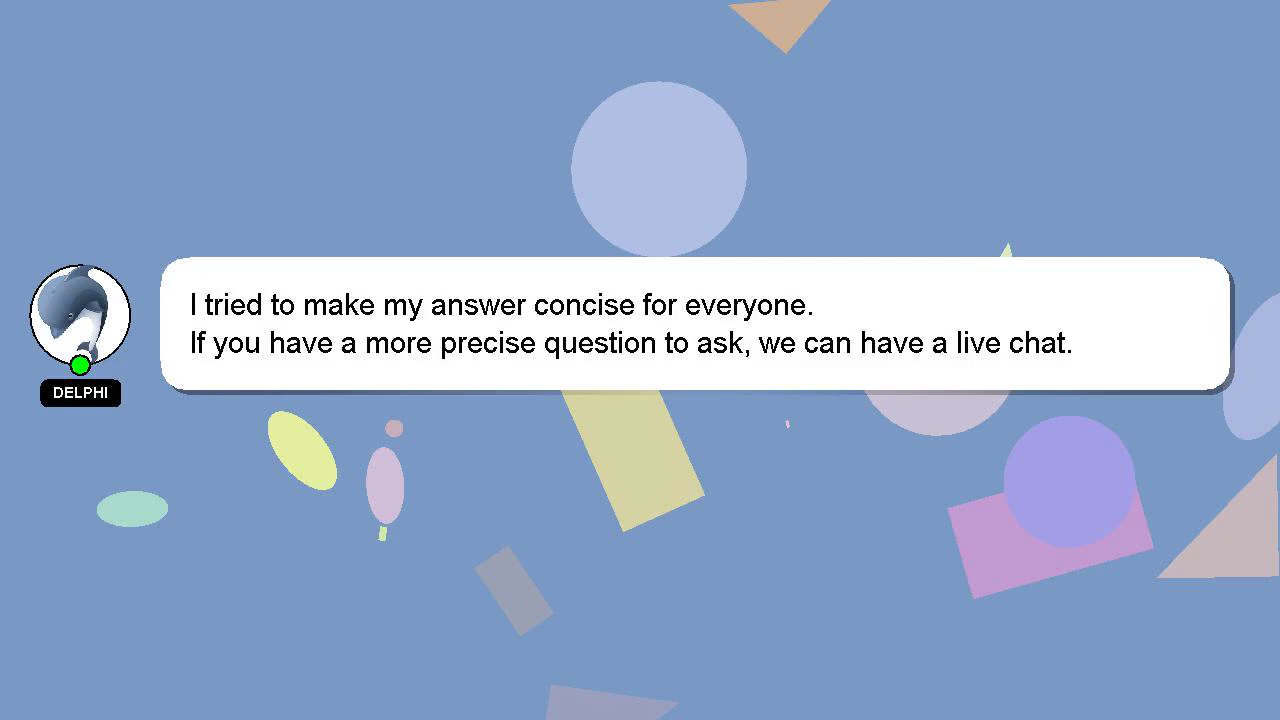 I tried to make my answer concise for everyone.
If you have a more precise question to ask, we can have a live chat.
DELPHI